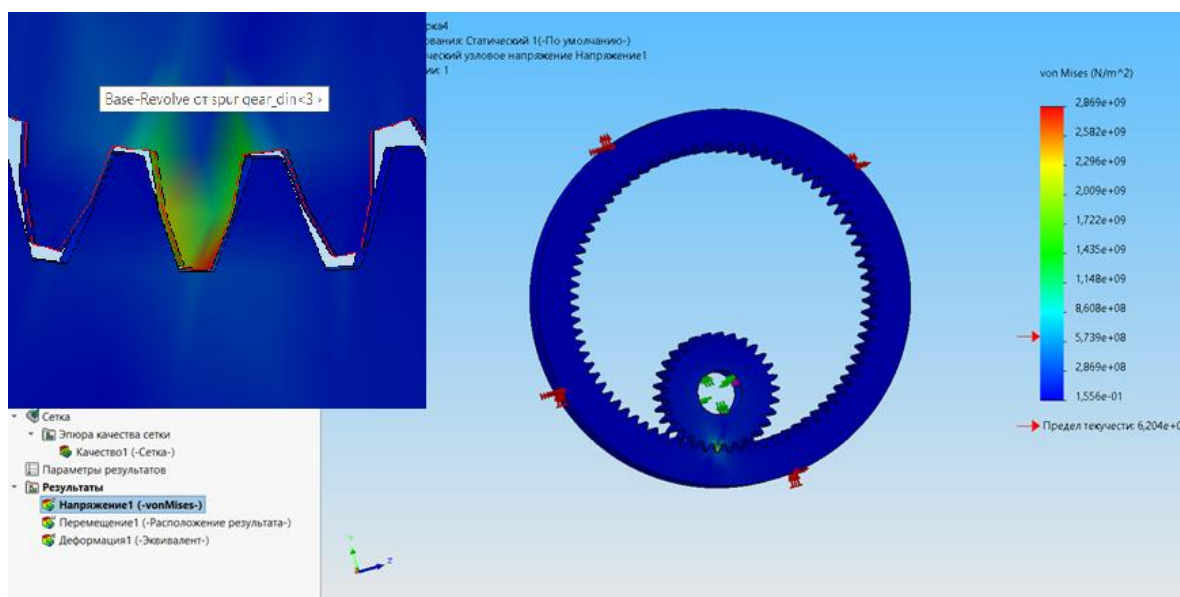 Base-Revolve от spur gear_din<3 >
рка4
ования: Статический 1(-По умолчанию-)
ческий узловое напряжение Напряжение1
ии: 1
von Mises (N/m^2)
2,869e+09
2,582e+09
2,296e+09
2,009e+09
1,722e+09
1,435e+09
1,148e+09
8,608e+08
5,739e+08
2,869e+08
1,556e-01
Предел текучести: 6,204e+0
Сетка
Эпюра качества сетки
Качество1 (-Сетка-)
Параметры результатов
Результаты
Напряжение1 (-vonMises-)
Перемещение1 (-Расположение результата-)
Деформация1 (-Эквивалент-)
Y
Z